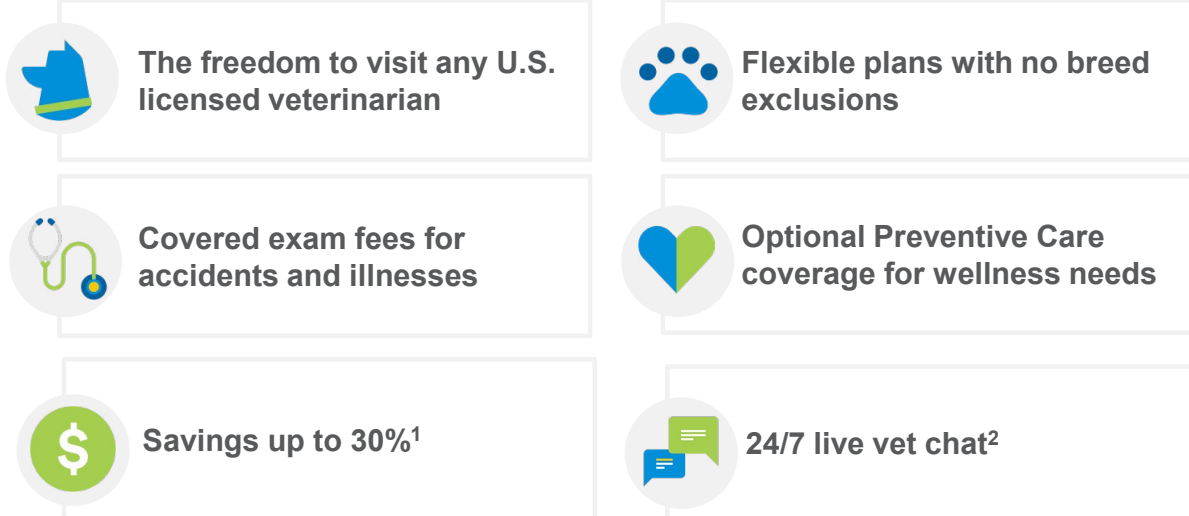 The freedom to visit any U.S.
licensed veterinarian
Flexible plans with no breed
exclusions
Covered exam fees for
accidents and illnesses
Optional Preventive Care
coverage for wellness needs
$
Savings up to 30%¹
24/7 live vet chat²